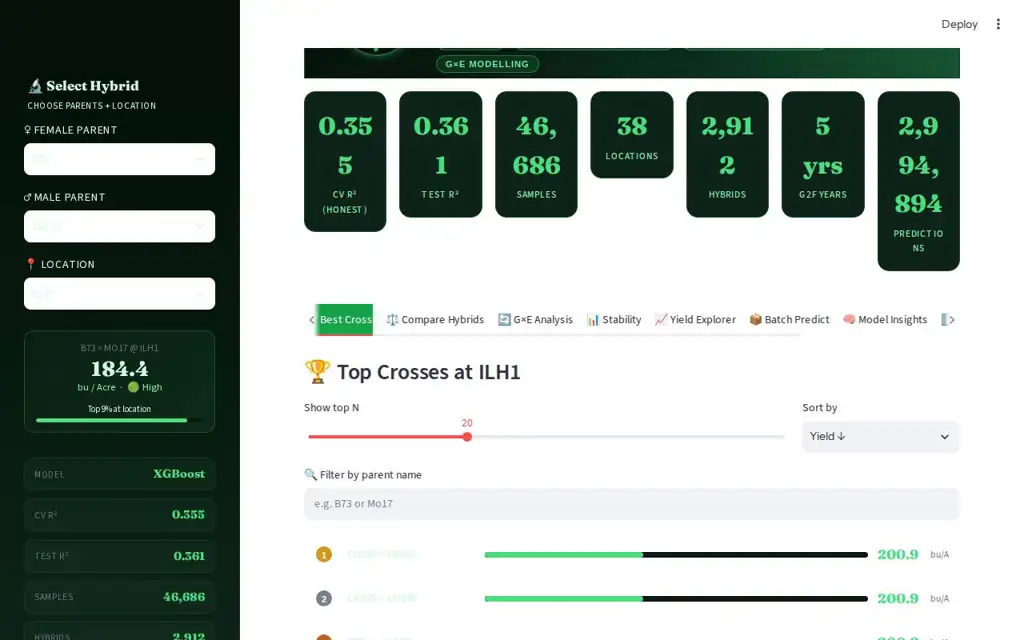 Deploy
🔬 Select Hybrid
CHOOSE PARENTS + LOCATION
♀ FEMALE PARENT
♂ MALE PARENT
📍 LOCATION
B73 × MO17 @ ILH1
184.4
bu / Acre · 🟢 High
Top 9% at location
MODEL XGBoost
CV R² 0.355
TEST R² 0.361
SAMPLES 46,686
HYBRIDS 2,912
G×E MODELLING
0.35
5
CV R²
(HONEST)
0.36
1
TEST R²
46,
686
SAMPLES
38
LOCATIONS
2,91
2
HYBRIDS
5
yrs
G2F YEARS
2,9
94,
894
PREDICTIO
NS
Best Cross ⚖️ Compare Hybrids 🔄 G×E Analysis 📊 Stability 📈 Yield Explorer 📦 Batch Predict 🧠 Model Insights
🏆 Top Crosses at ILH1
Show top N
20
Sort by
Yield ↓
🔍 Filter by parent name
e.g. B73 or Mo17
1 200.9 bu/A
2 200.9 bu/A